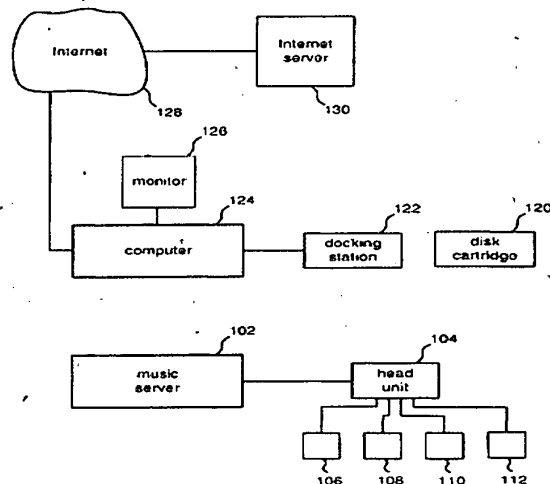 Internet
Internet
server
128
130
126
monitor
124
computer
122
docking
station
120
disk
cartridge
102
music
server
104
head
unit
106
108
110
112